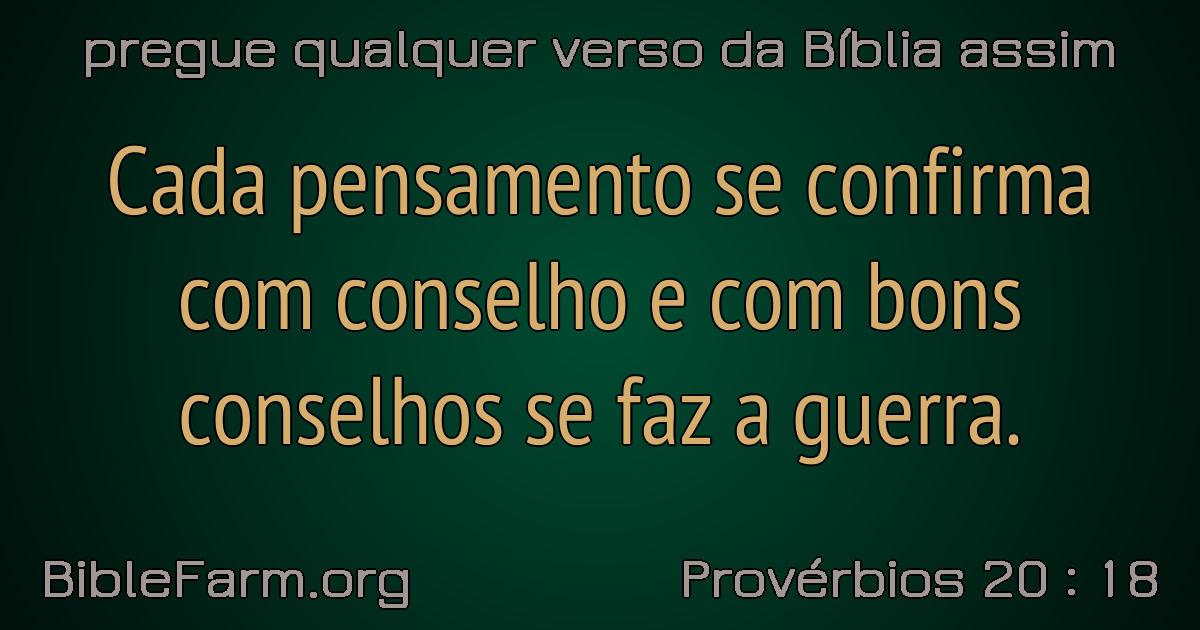 pregue qualquer verso da Bíblia assim
Cada pensamento se confirma
com conselho e com bons
conselhos se faz a guerra.
BibleFarm.org
Provérbios 20 : 18